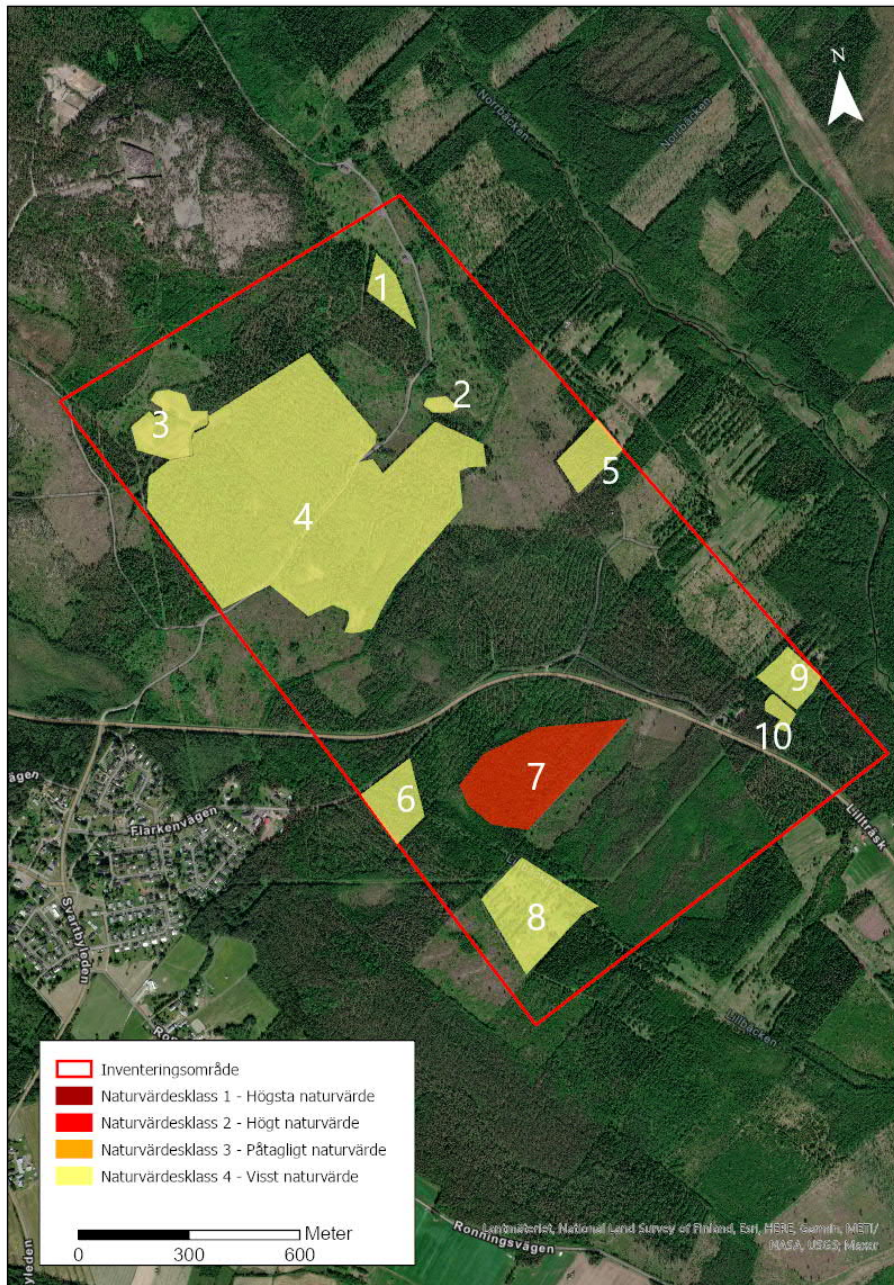 N
Norrbäcken
Norrbäcken
1
2
3
4
5
9
10
7
6
8
Flarkenvägen
Svartbyleden
Lillträsk
Lillbäcken
Inventeringsområde
Naturvärdesklass 1 - Högsta naturvärde
Naturvärdesklass 2 - Högt naturvärde
Naturvärdesklass 3 - Påtagligt naturvärde
Naturvärdesklass 4 - Visst naturvärde
Meter
0 300 600
Ronningsvägen
Lantmäteriet, National Land Survey of Finland, Esri, HERE, Garmin, METI/
NASA, USGS; Maxar